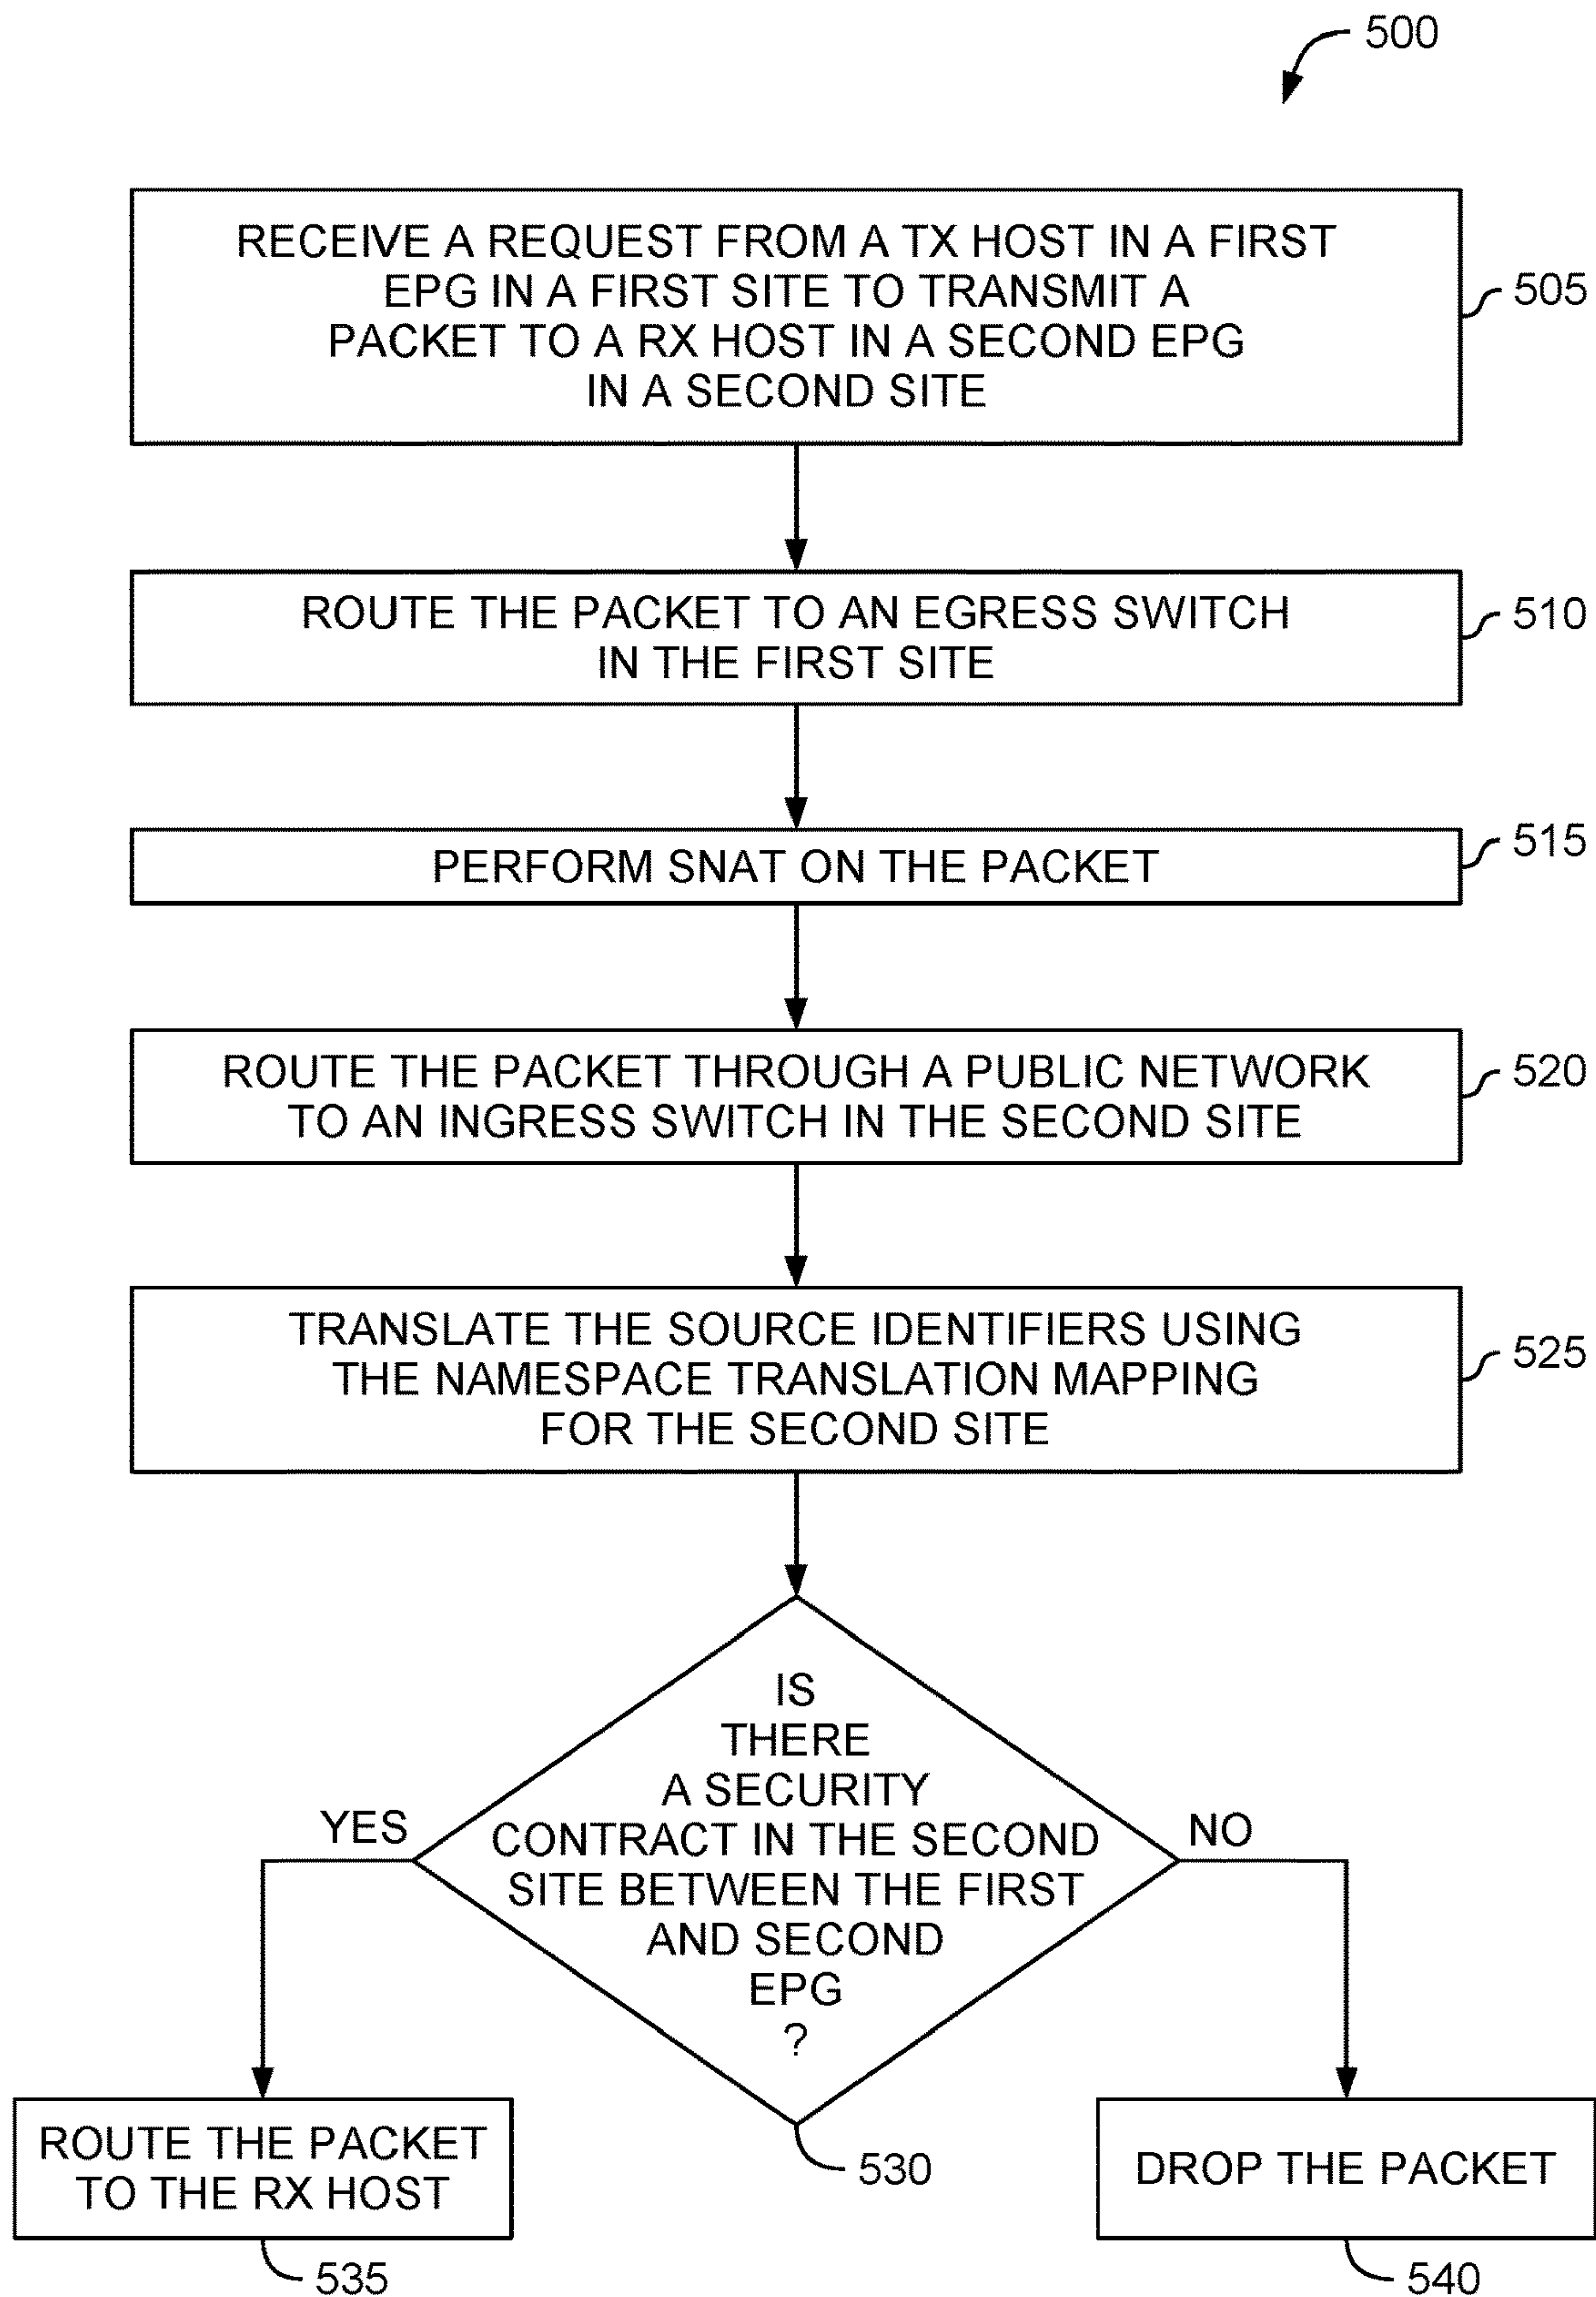 500
RECEIVE A REQUEST FROM A TX HOST IN A FIRST
EPG IN A FIRST SITE TO TRANSMIT A
PACKET TO A RX HOST IN A SECOND EPG
IN A SECOND SITE
505
ROUTE THE PACKET TO AN EGRESS SWITCH
IN THE FIRST SITE
510
PERFORM SNAT ON THE PACKET
515
ROUTE THE PACKET THROUGH A PUBLIC NETWORK
TO AN INGRESS SWITCH IN THE SECOND SITE
520
TRANSLATE THE SOURCE IDENTIFIERS USING
THE NAMESPACE TRANSLATION MAPPING
FOR THE SECOND SITE
525
IS
THERE
A SECURITY
CONTRACT IN THE SECOND
SITE BETWEEN THE FIRST
AND SECOND
EPG
?
530
YES
NO
ROUTE THE PACKET
TO THE RX HOST
535
DROP THE PACKET
540